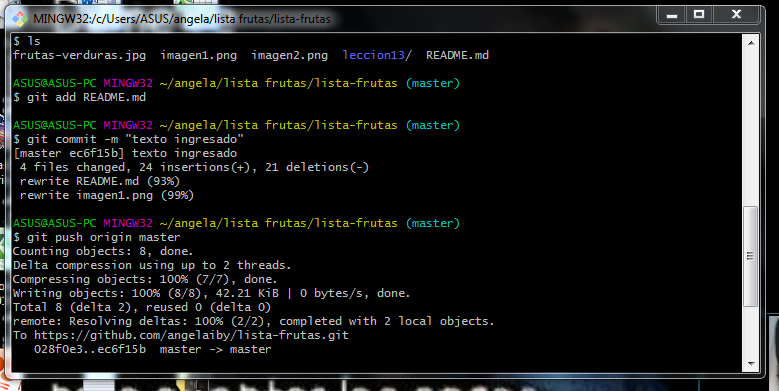 MINGW32:/c/Users/ASUS/angela/lista frutas/lista-frutas
$ ls
frutas-verduras.jpg  imagen1.png  imagen2.png  leccion13/  README.md
ASUS@ASUS-PC MINGW32 ~/angela/lista frutas/lista-frutas (master)
$ git add README.md
ASUS@ASUS-PC MINGW32 ~/angela/lista frutas/lista-frutas (master)
$ git commit -m "texto ingresado"
[master ec6f15b] texto ingresado
 4 files changed, 24 insertions(+), 21 deletions(-)
 rewrite README.md (93%)
 rewrite imagen1.png (99%)
ASUS@ASUS-PC MINGW32 ~/angela/lista frutas/lista-frutas (master)
$ git push origin master
Counting objects: 8, done.
Delta compression using up to 2 threads.
Compressing objects: 100% (7/7), done.
Writing objects: 100% (8/8), 42.21 KiB | 0 bytes/s, done.
Total 8 (delta 2), reused 0 (delta 0)
remote: Resolving deltas: 100% (2/2), completed with 2 local objects.
To https://github.com/angelaiby/lista-frutas.git
   028f0e3..ec6f15b  master -> master